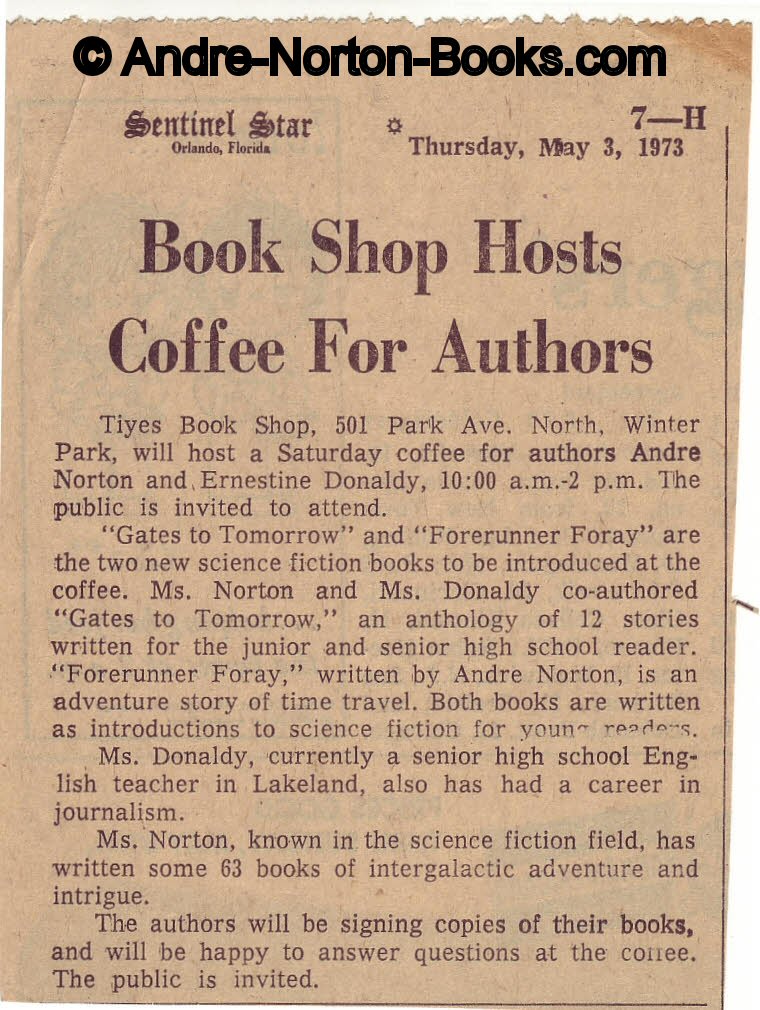 © Andre-Norton-Books.com
Sentinel Star
Orlando, Florida
7—H
Thursday, May 3, 1973
Book Shop Hosts
Coffee For Authors
Tiyes Book Shop, 501 Park Ave. North, Winter
Park, will host a Saturday coffee for authors Andre
Norton and Ernestine Donaldy, 10:00 a.m.-2 p.m. The
public is invited to attend.
"Gates to Tomorrow" and "Forerunner Foray" are
the two new science fiction books to be introduced at the
coffee. Ms. Norton and Ms. Donaldy co-authored
"Gates to Tomorrow," an anthology of 12 stories
written for the junior and senior high school reader.
"Forerunner Foray," written by Andre Norton, is an
adventure story of time travel. Both books are written
as introductions to science fiction for young readers.
Ms. Donaldy, currently a senior high school Eng-
lish teacher in Lakeland, also has had a career in
journalism.
Ms. Norton, known in the science fiction field, has
written some 63 books of intergalactic adventure and
intrigue.
The authors will be signing copies of their books,
and will be happy to answer questions at the coffee.
The public is invited.